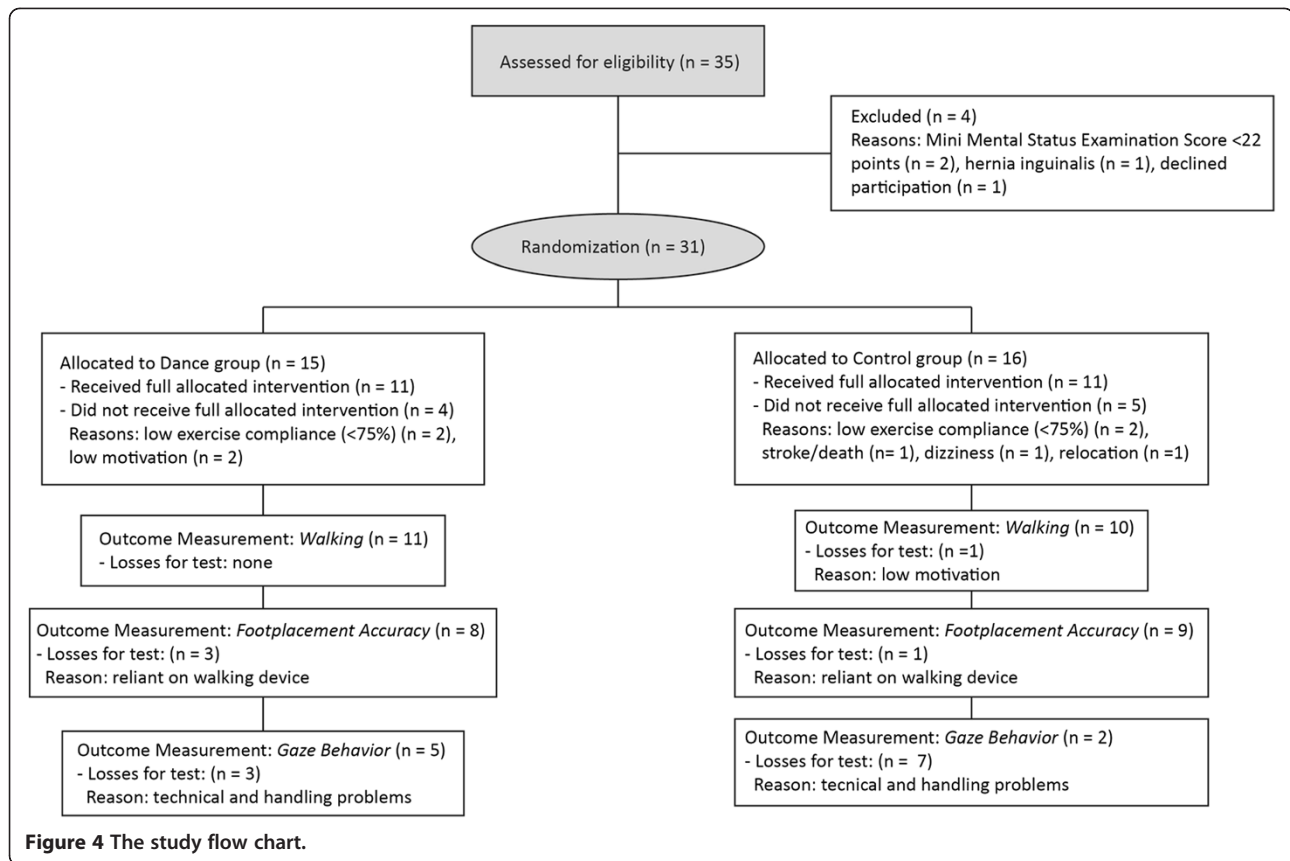 Assessed for eligibility (n = 35)
Excluded (n = 4)
Reasons: Mini Mental Status Examination Score <22
points (n = 2), hernia inguinalis (n = 1), declined
participation (n = 1)
Randomization (n = 31)
Allocated to Dance group (n = 15)
- Received full allocated intervention (n = 11)
- Did not receive full allocated intervention (n = 4)
Reasons: low exercise compliance (<75%) (n = 2),
low motivation (n = 2)
Allocated to Control group (n = 16)
- Received full allocated intervention (n = 11)
- Did not receive full allocated intervention (n = 5)
Reasons: low exercise compliance (<75%) (n = 2),
stroke/death (n= 1), dizziness (n = 1), relocation (n =1)
Outcome Measurement: Walking (n = 11)
- Losses for test: none
Outcome Measurement: Walking (n = 10)
- Losses for test: (n =1)
Reason: low motivation
Outcome Measurement: Footplacement Accuracy (n = 8)
- Losses for test: (n = 3)
Reason: reliant on walking device
Outcome Measurement: Footplacement Accuracy (n = 9)
- Losses for test: (n = 1)
Reason: reliant on walking device
Outcome Measurement: Gaze Behavior (n = 5)
- Losses for test: (n = 3)
Reason: technical and handling problems
Outcome Measurement: Gaze Behavior (n = 2)
- Losses for test: (n =  7)
Reason: tecnical and handling problems
Figure 4 The study flow chart.